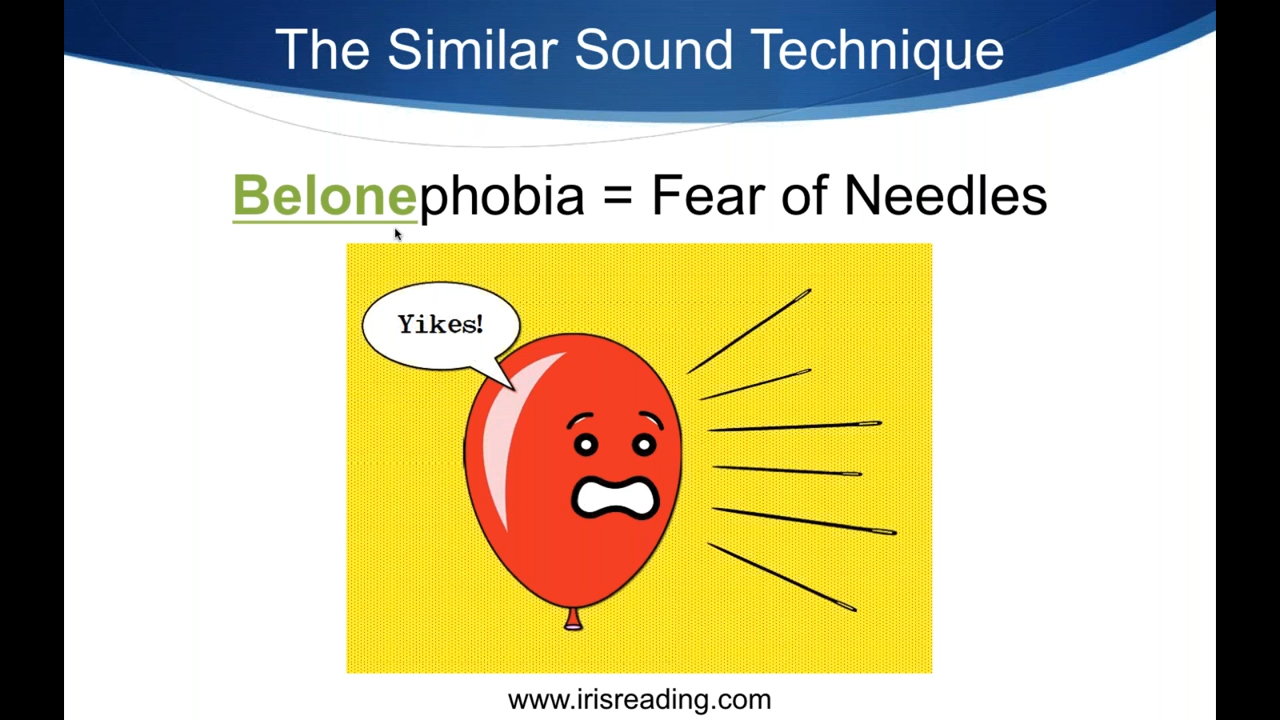 The Similar Sound Technique
Belonephobia = Fear of Needles
Yikes!
www.irisreading.com